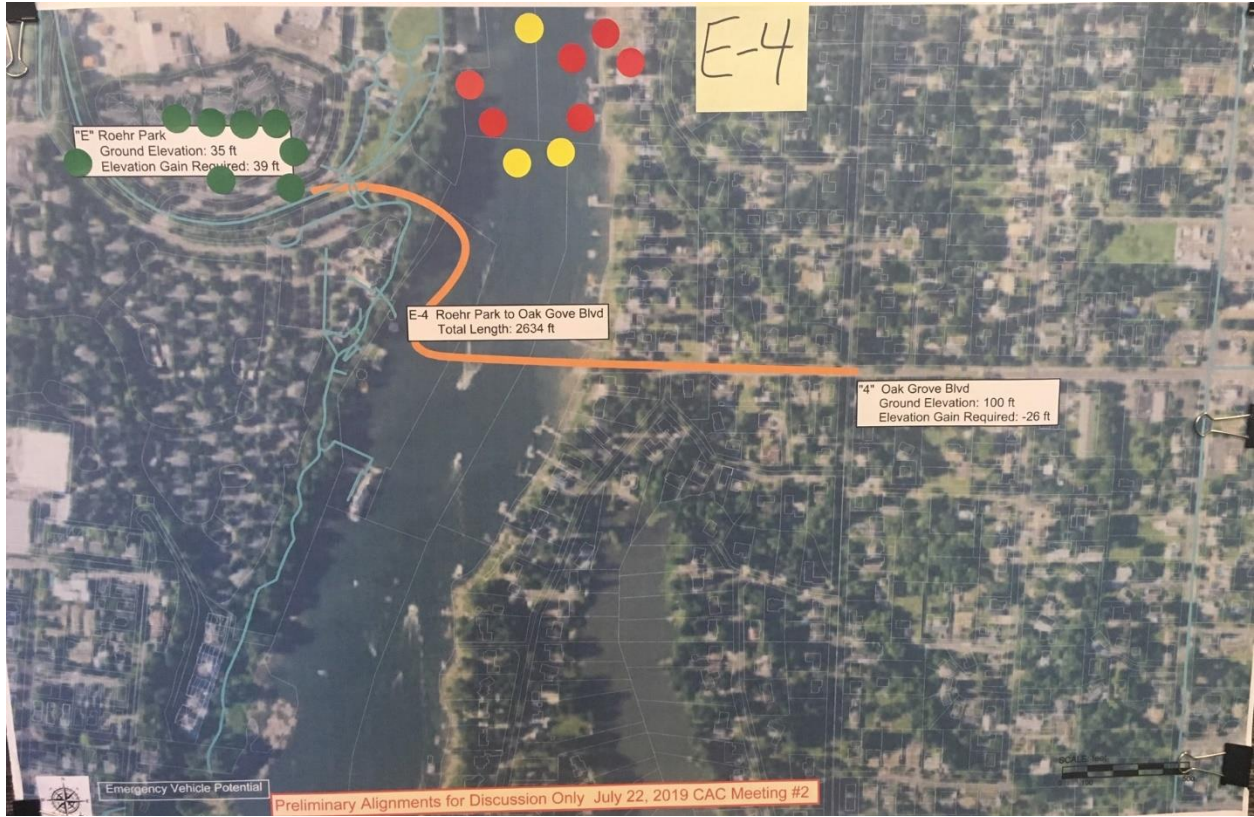 E-4
"E" Roehr Park
Ground Elevation: 35 ft
Elevation Gain Required: 39 ft
E-4 Roehr Park to Oak Gove Blvd
Total Length: 2634 ft
"4" Oak Grove Blvd
Ground Elevation: 100 ft
Elevation Gain Required: -26 ft
Emergency Vehicle Potential
Preliminary Alignments for Discussion Only July 22, 2019 CAC Meeting #2